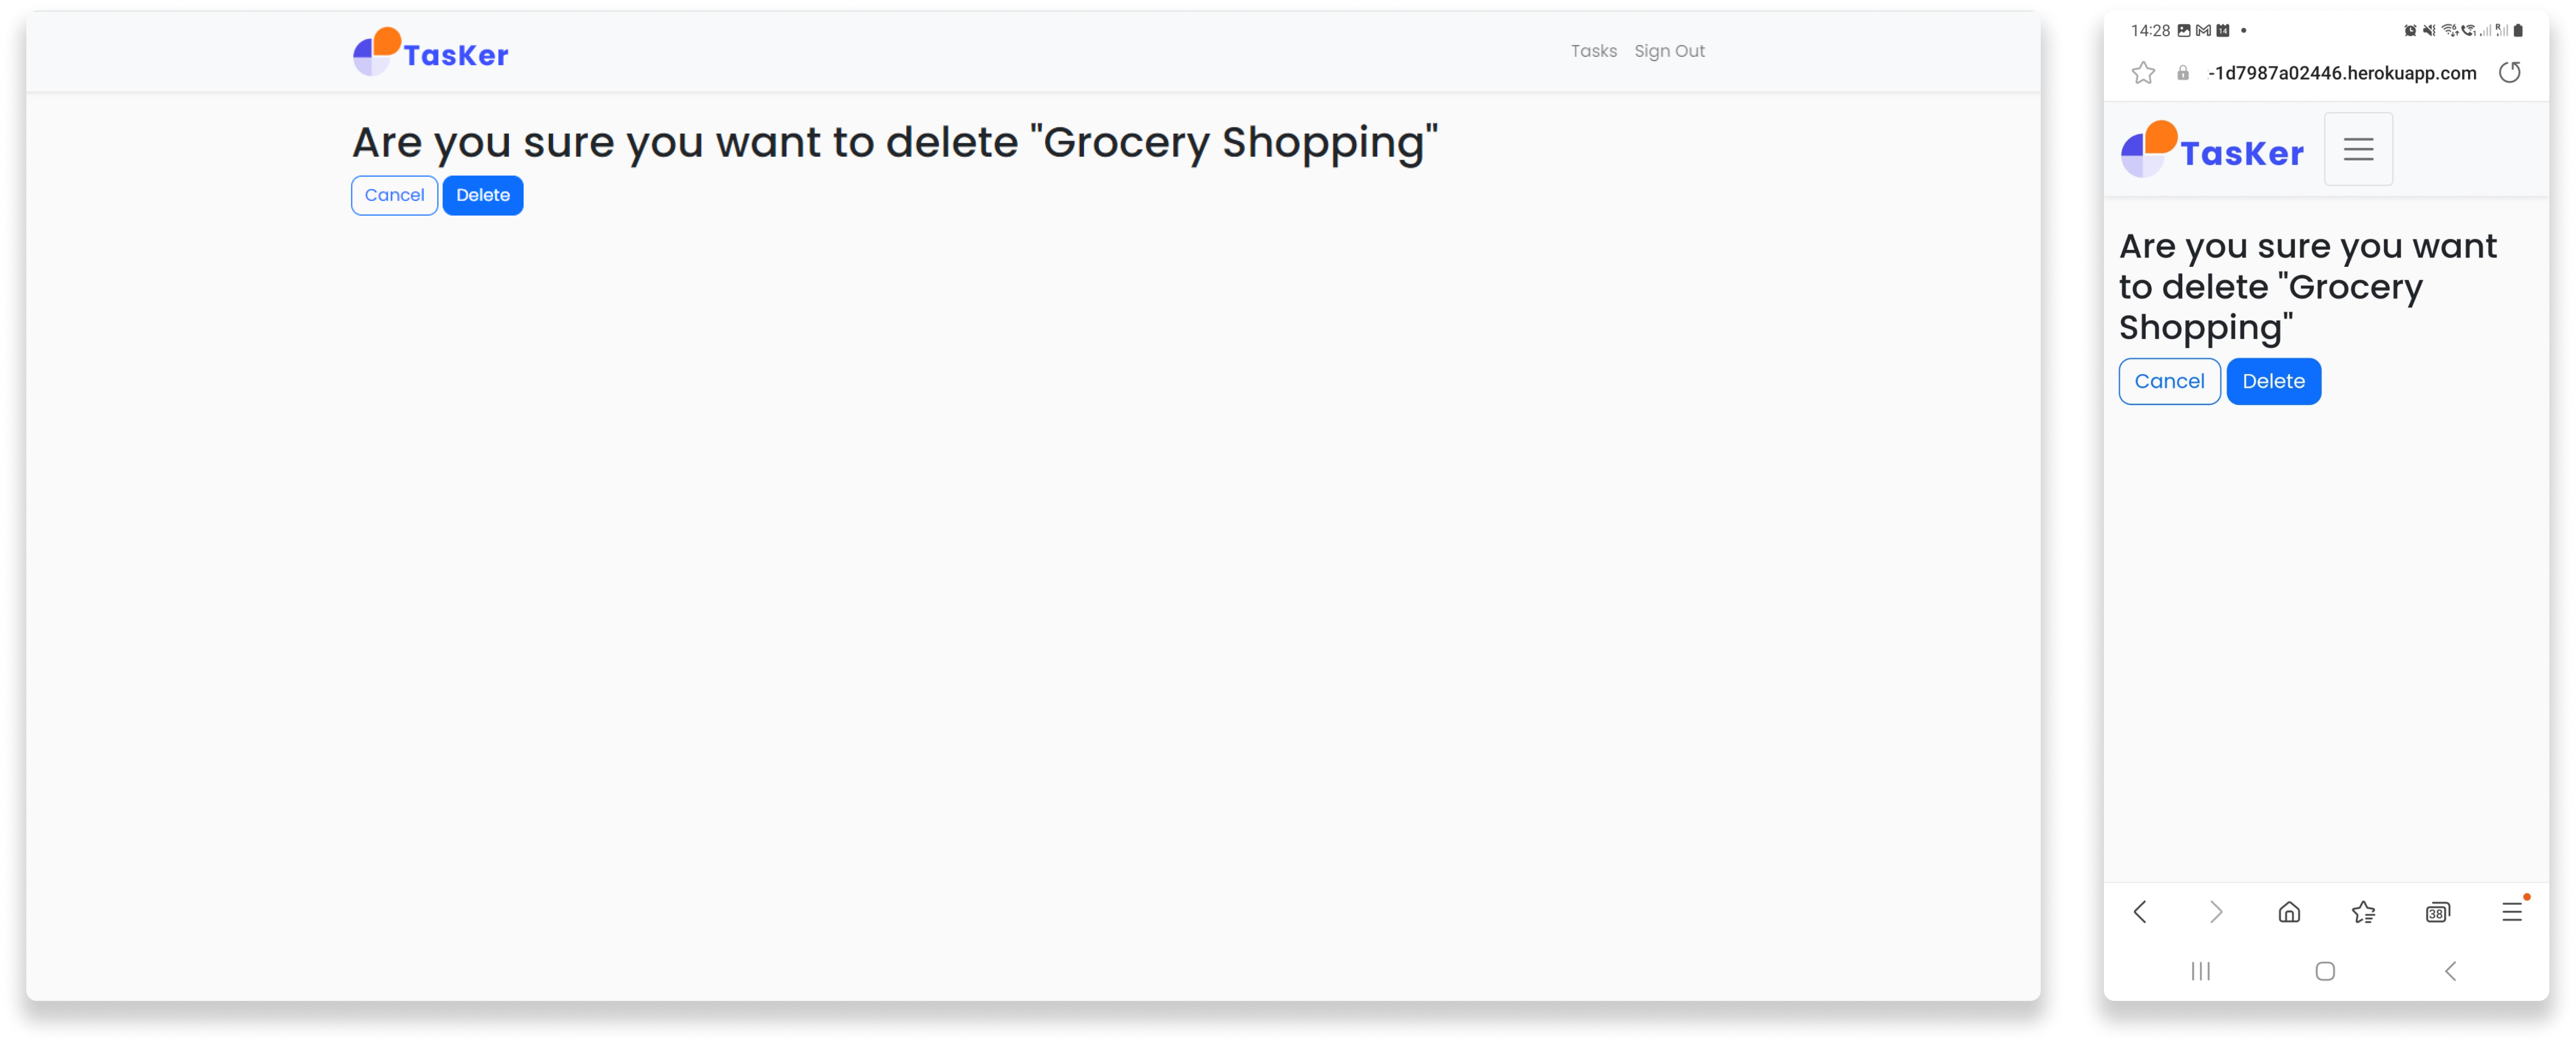 TasKer
Tasks Sign Out
Are you sure you want to delete "Grocery Shopping"
Cancel Delete
14:28
-1d7987a02446.herokuapp.com
TasKer
Are you sure you want
to delete "Grocery
Shopping"
Cancel Delete
38